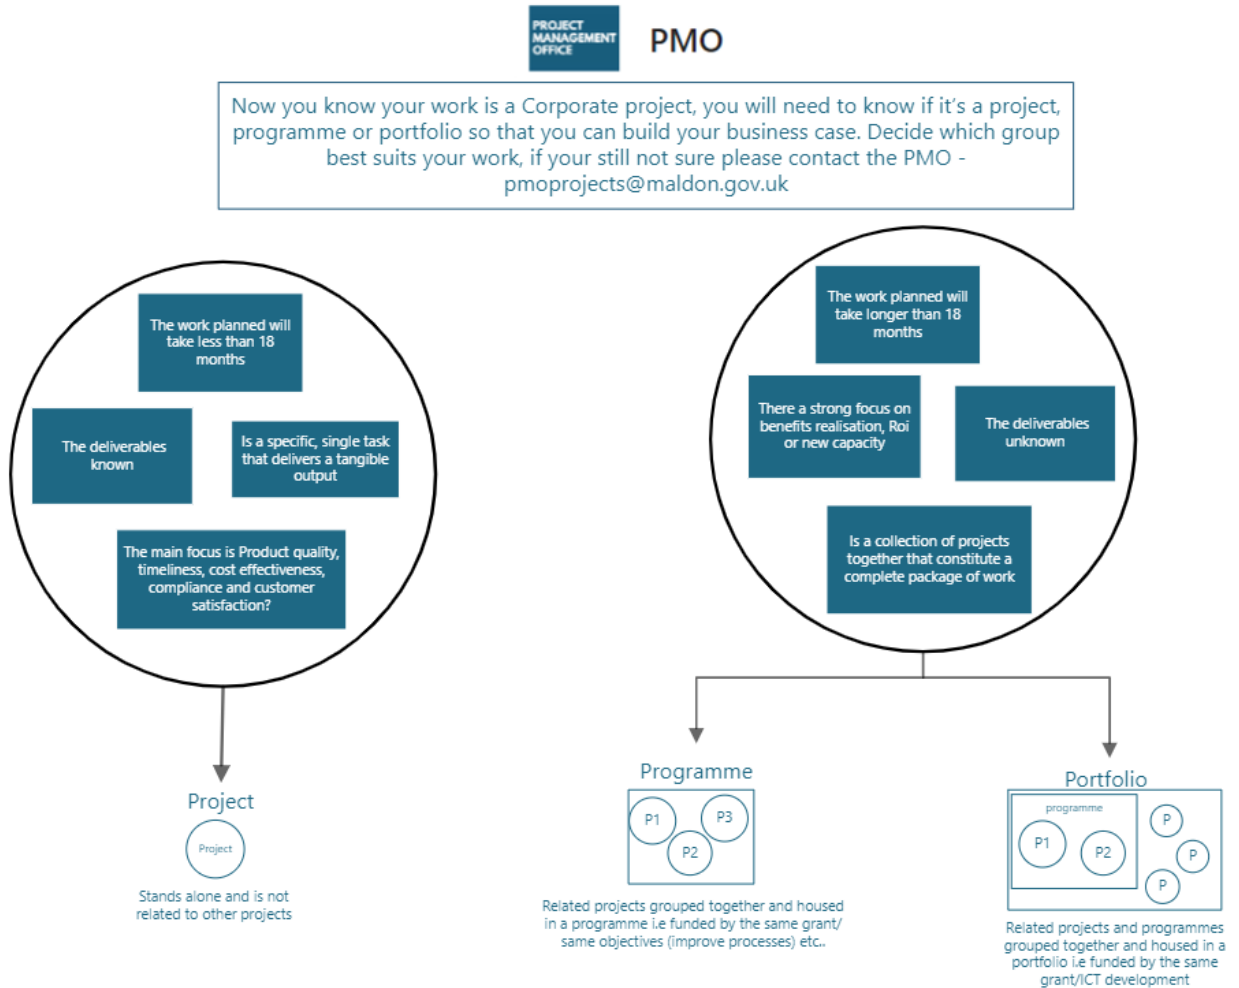 PROJECT
MANAGEMENT
OFFICE
PMO
Now you know your work is a Corporate project, you will need to know if it's a project,
programme or portfolio so that you can build your business case. Decide which group
best suits your work, if your still not sure please contact the PMO -
pmoprojects@maldon.gov.uk
The work planned will
take less than 18
months
The deliverables
known
Is a specific, single task
that delivers a tangible
output
The main focus is Product quality,
timeliness, cost effectiveness,
compliance and customer
satisfaction?
The work planned will
take longer than 18
months
There a strong focus on
benefits realisation, Roi
or new capacity
The deliverables
unknown
Is a collection of projects
together that constitute a
complete package of work
Project
Project
Stands alone and is not
related to other projects
Programme
P1
P3
P2
Related projects grouped together and housed
in a programme i.e funded by the same grant/
same objectives (improve processes) etc..
Portfolio
programme
P1
P2
P
P
P
Related projects and programmes
grouped together and housed in a
portfolio i.e funded by the same
grant/ICT development